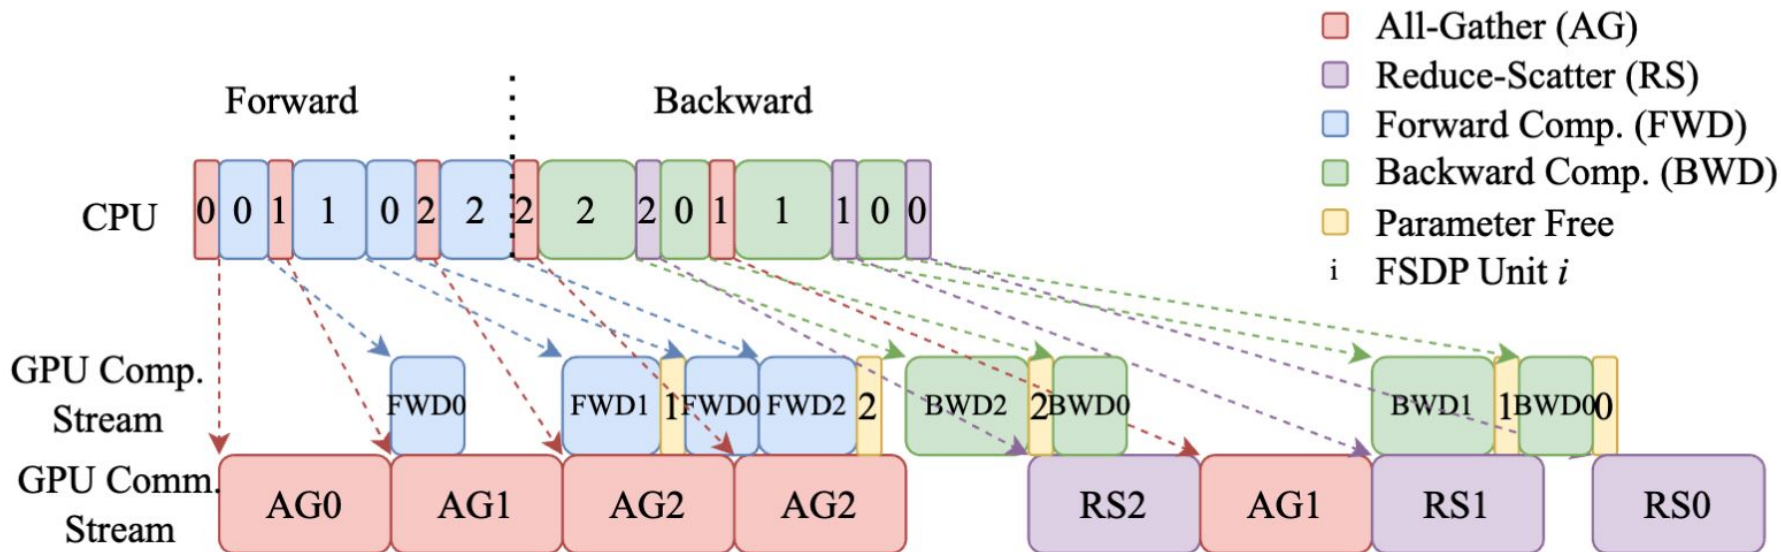 All-Gather (AG)
Reduce-Scatter (RS)
Forward Comp. (FWD)
Backward Comp. (BWD)
Parameter Free
i FSDP Unit i
Forward Backward
CPU 0 0 1 1 0 2 2 2 2 2 0 1 1 1 0 0
GPU Comp.
Stream
FWD0 FWD1 1 FWD0 FWD2 2 BWD2 2 BWD0 BWD1 1 BWD0 0
GPU Comm.
Stream
AG0 AG1 AG2 AG2 RS2 AG1 RS1 RS0